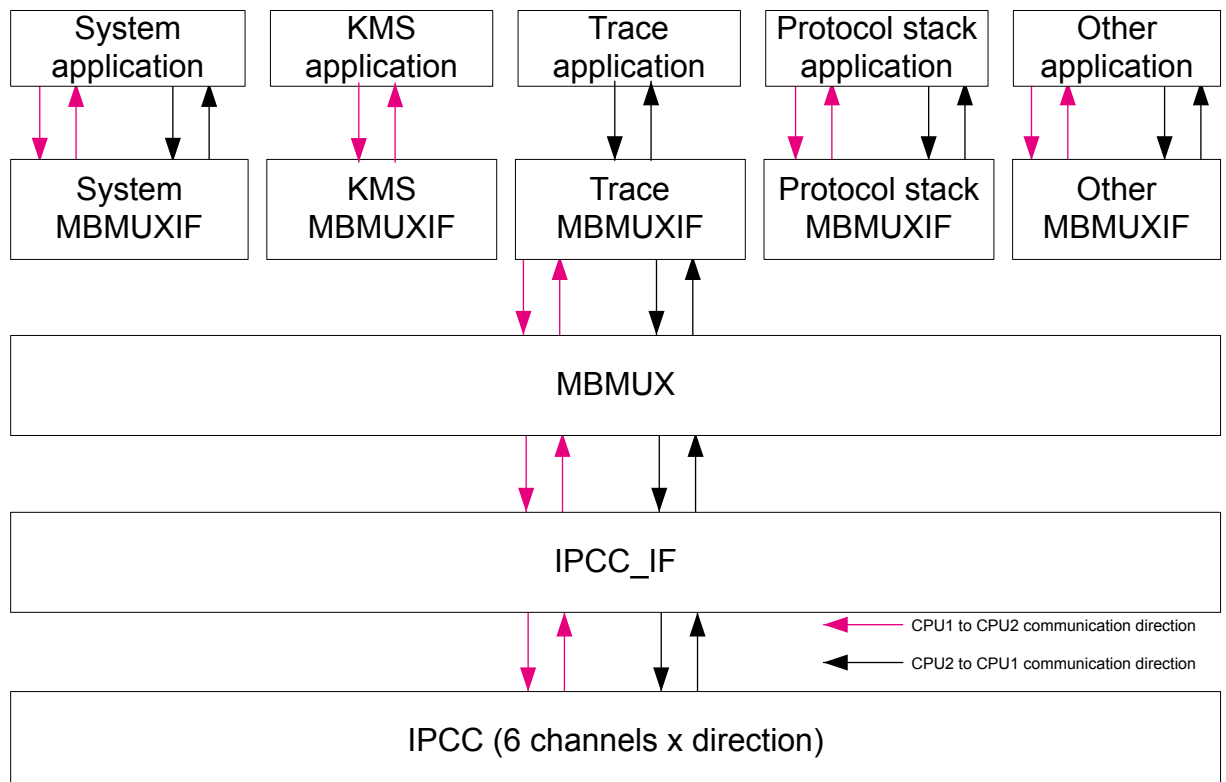 System
application
KMS
application
Trace
application
Protocol stack
application
Other
application
System
MBMUXIF
KMS
MBMUXIF
Trace
MBMUXIF
Protocol stack
MBMUXIF
Other
MBMUXIF
MBMUX
IPCC_IF
CPU1 to CPU2 communication direction
CPU2 to CPU1 communication direction
IPCC (6 channels x direction)